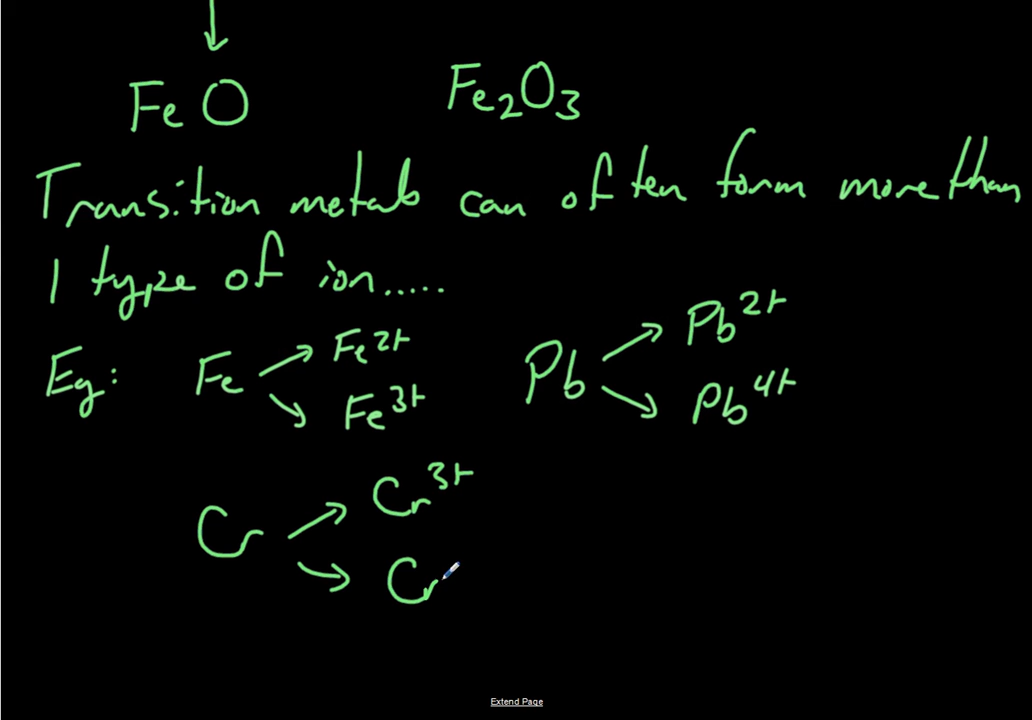 FeO Fe₂O₃
Transition metals can often form more than
1 type of ion.....
Eg: Fe → Fe²⁺ Pb → Pb²⁺
→ Fe³⁺ → Pb⁴⁺
Cr → Cr³⁺
→ Cr
Extend Page